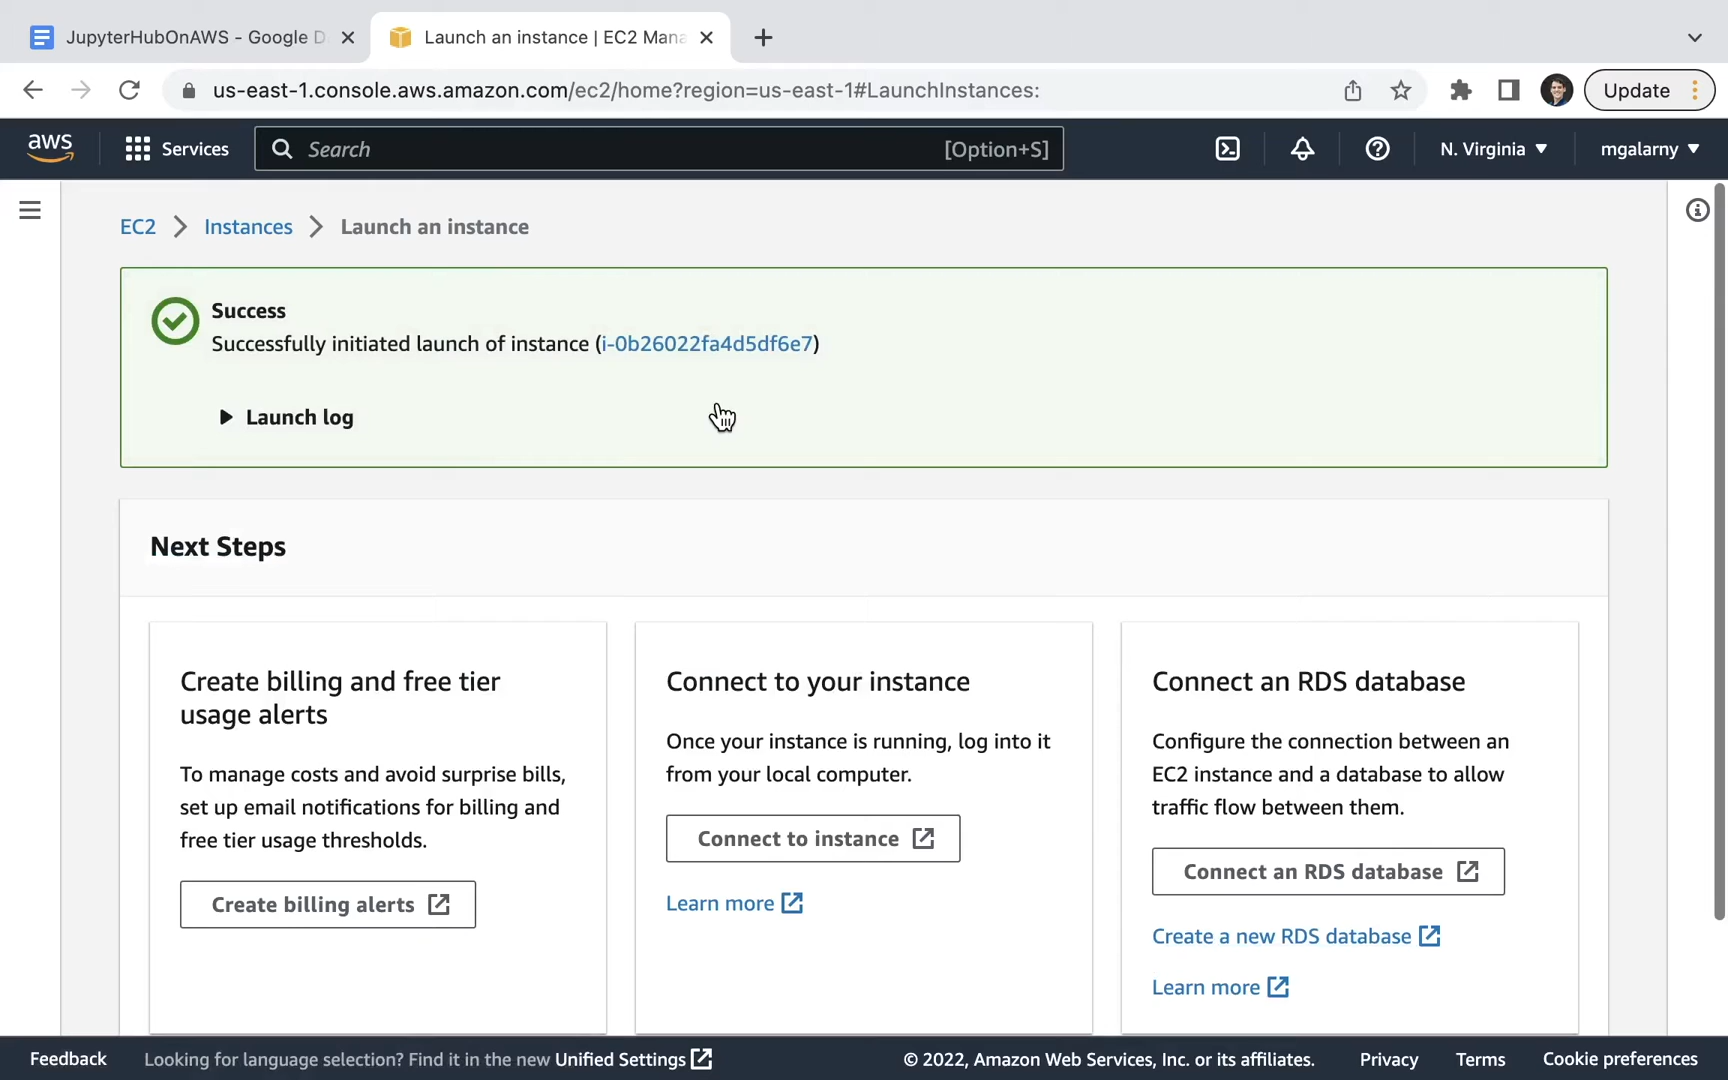 JupyterHubOnAWS - Google D
Launch an instance | EC2 Mana
us-east-1.console.aws.amazon.com/ec2/home?region=us-east-1#LaunchInstances:
Update
aws
Services
Search
[Option+S]
N. Virginia
mgalarny
EC2
Instances
Launch an instance
Success
Successfully initiated launch of instance (i-0b26022fa4d5df6e7)
Launch log
Next Steps
Create billing and free tier
usage alerts
To manage costs and avoid surprise bills,
set up email notifications for billing and
free tier usage thresholds.
Create billing alerts
Connect to your instance
Once your instance is running, log into it
from your local computer.
Connect to instance
Learn more
Connect an RDS database
Configure the connection between an
EC2 instance and a database to allow
traffic flow between them.
Connect an RDS database
Create a new RDS database
Learn more
Feedback
Looking for language selection? Find it in the new Unified Settings
© 2022, Amazon Web Services, Inc. or its affiliates.
Privacy
Terms
Cookie preferences